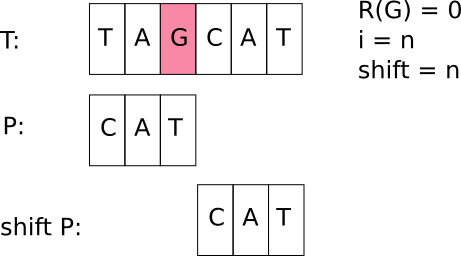 T: T A G C A T
R(G) = 0
i = n
shift = n
P: C A T
shift P: C A T